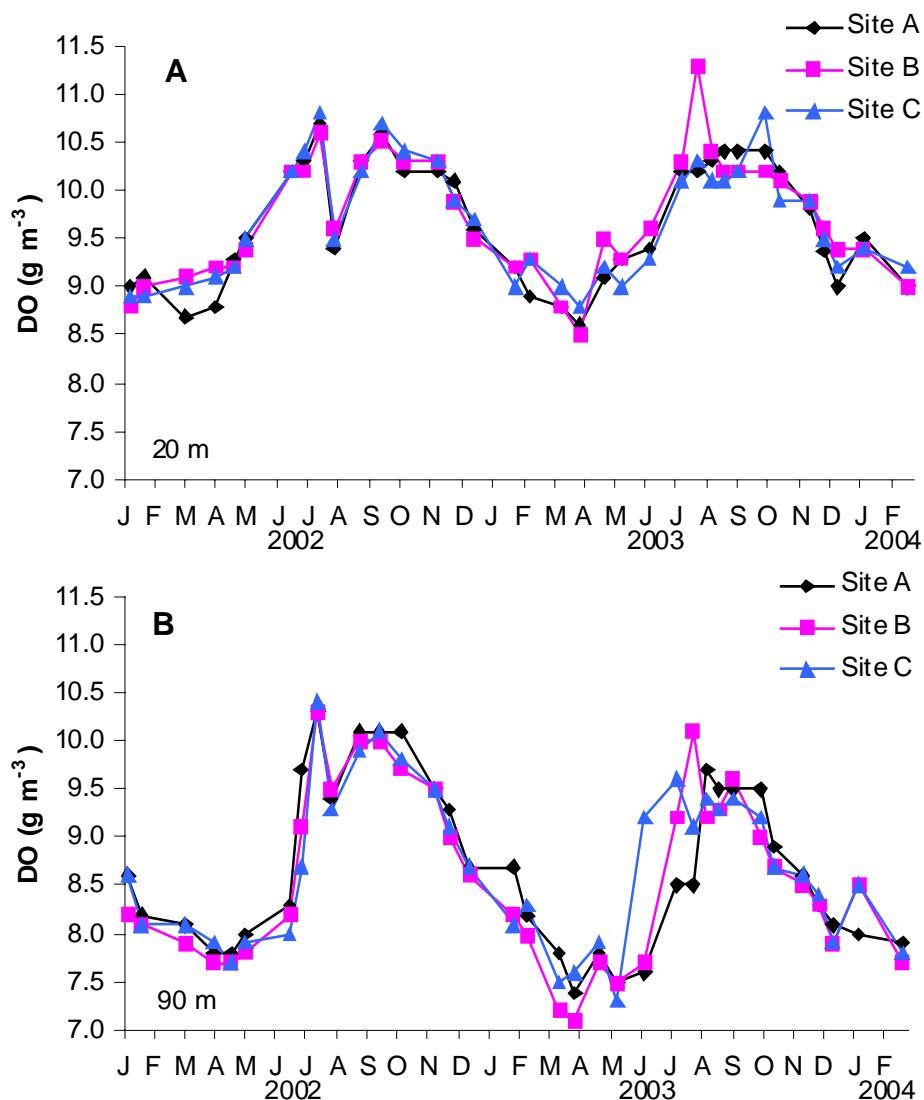 11.5
11.0
10.5
10.0
9.5
9.0
8.5
8.0
7.5
7.0
DO (g m-3 )
A
Site A
Site B
Site C
20 m
J F M A M J J A S O N D J F M A M J J A S O N D J F
2002 2003 2004
11.5
11.0
10.5
10.0
9.5
9.0
8.5
8.0
7.5
7.0
DO (g m-3 )
B
Site A
Site B
Site C
90 m
J F M A M J J A S O N D J F M A M J J A S O N D J F
2002 2003 2004